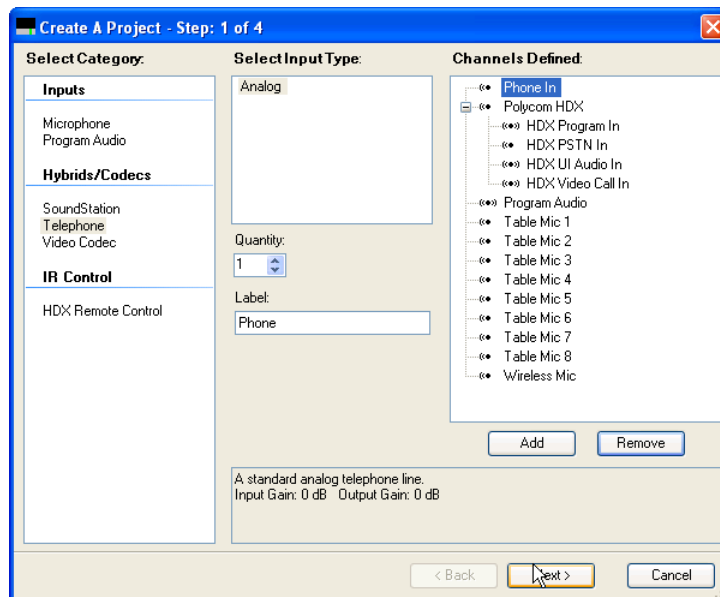 Create A Project - Step: 1 of 4
Select Category:
Inputs
Microphone
Program Audio
Hybrids/Codecs
SoundStation
Telephone
Video Codec
IR Control
HDX Remote Control
Select Input Type:
Analog
Quantity:
1
Label:
Phone
Channels Defined:
Phone In
Polycom HDX
HDX Program In
HDX PSTN In
HDX UI Audio In
HDX Video Call In
Program Audio
Table Mic 1
Table Mic 2
Table Mic 3
Table Mic 4
Table Mic 5
Table Mic 6
Table Mic 7
Table Mic 8
Wireless Mic
Add Remove
A standard analog telephone line.
Input Gain: 0 dB Output Gain: 0 dB
< Back Next > Cancel